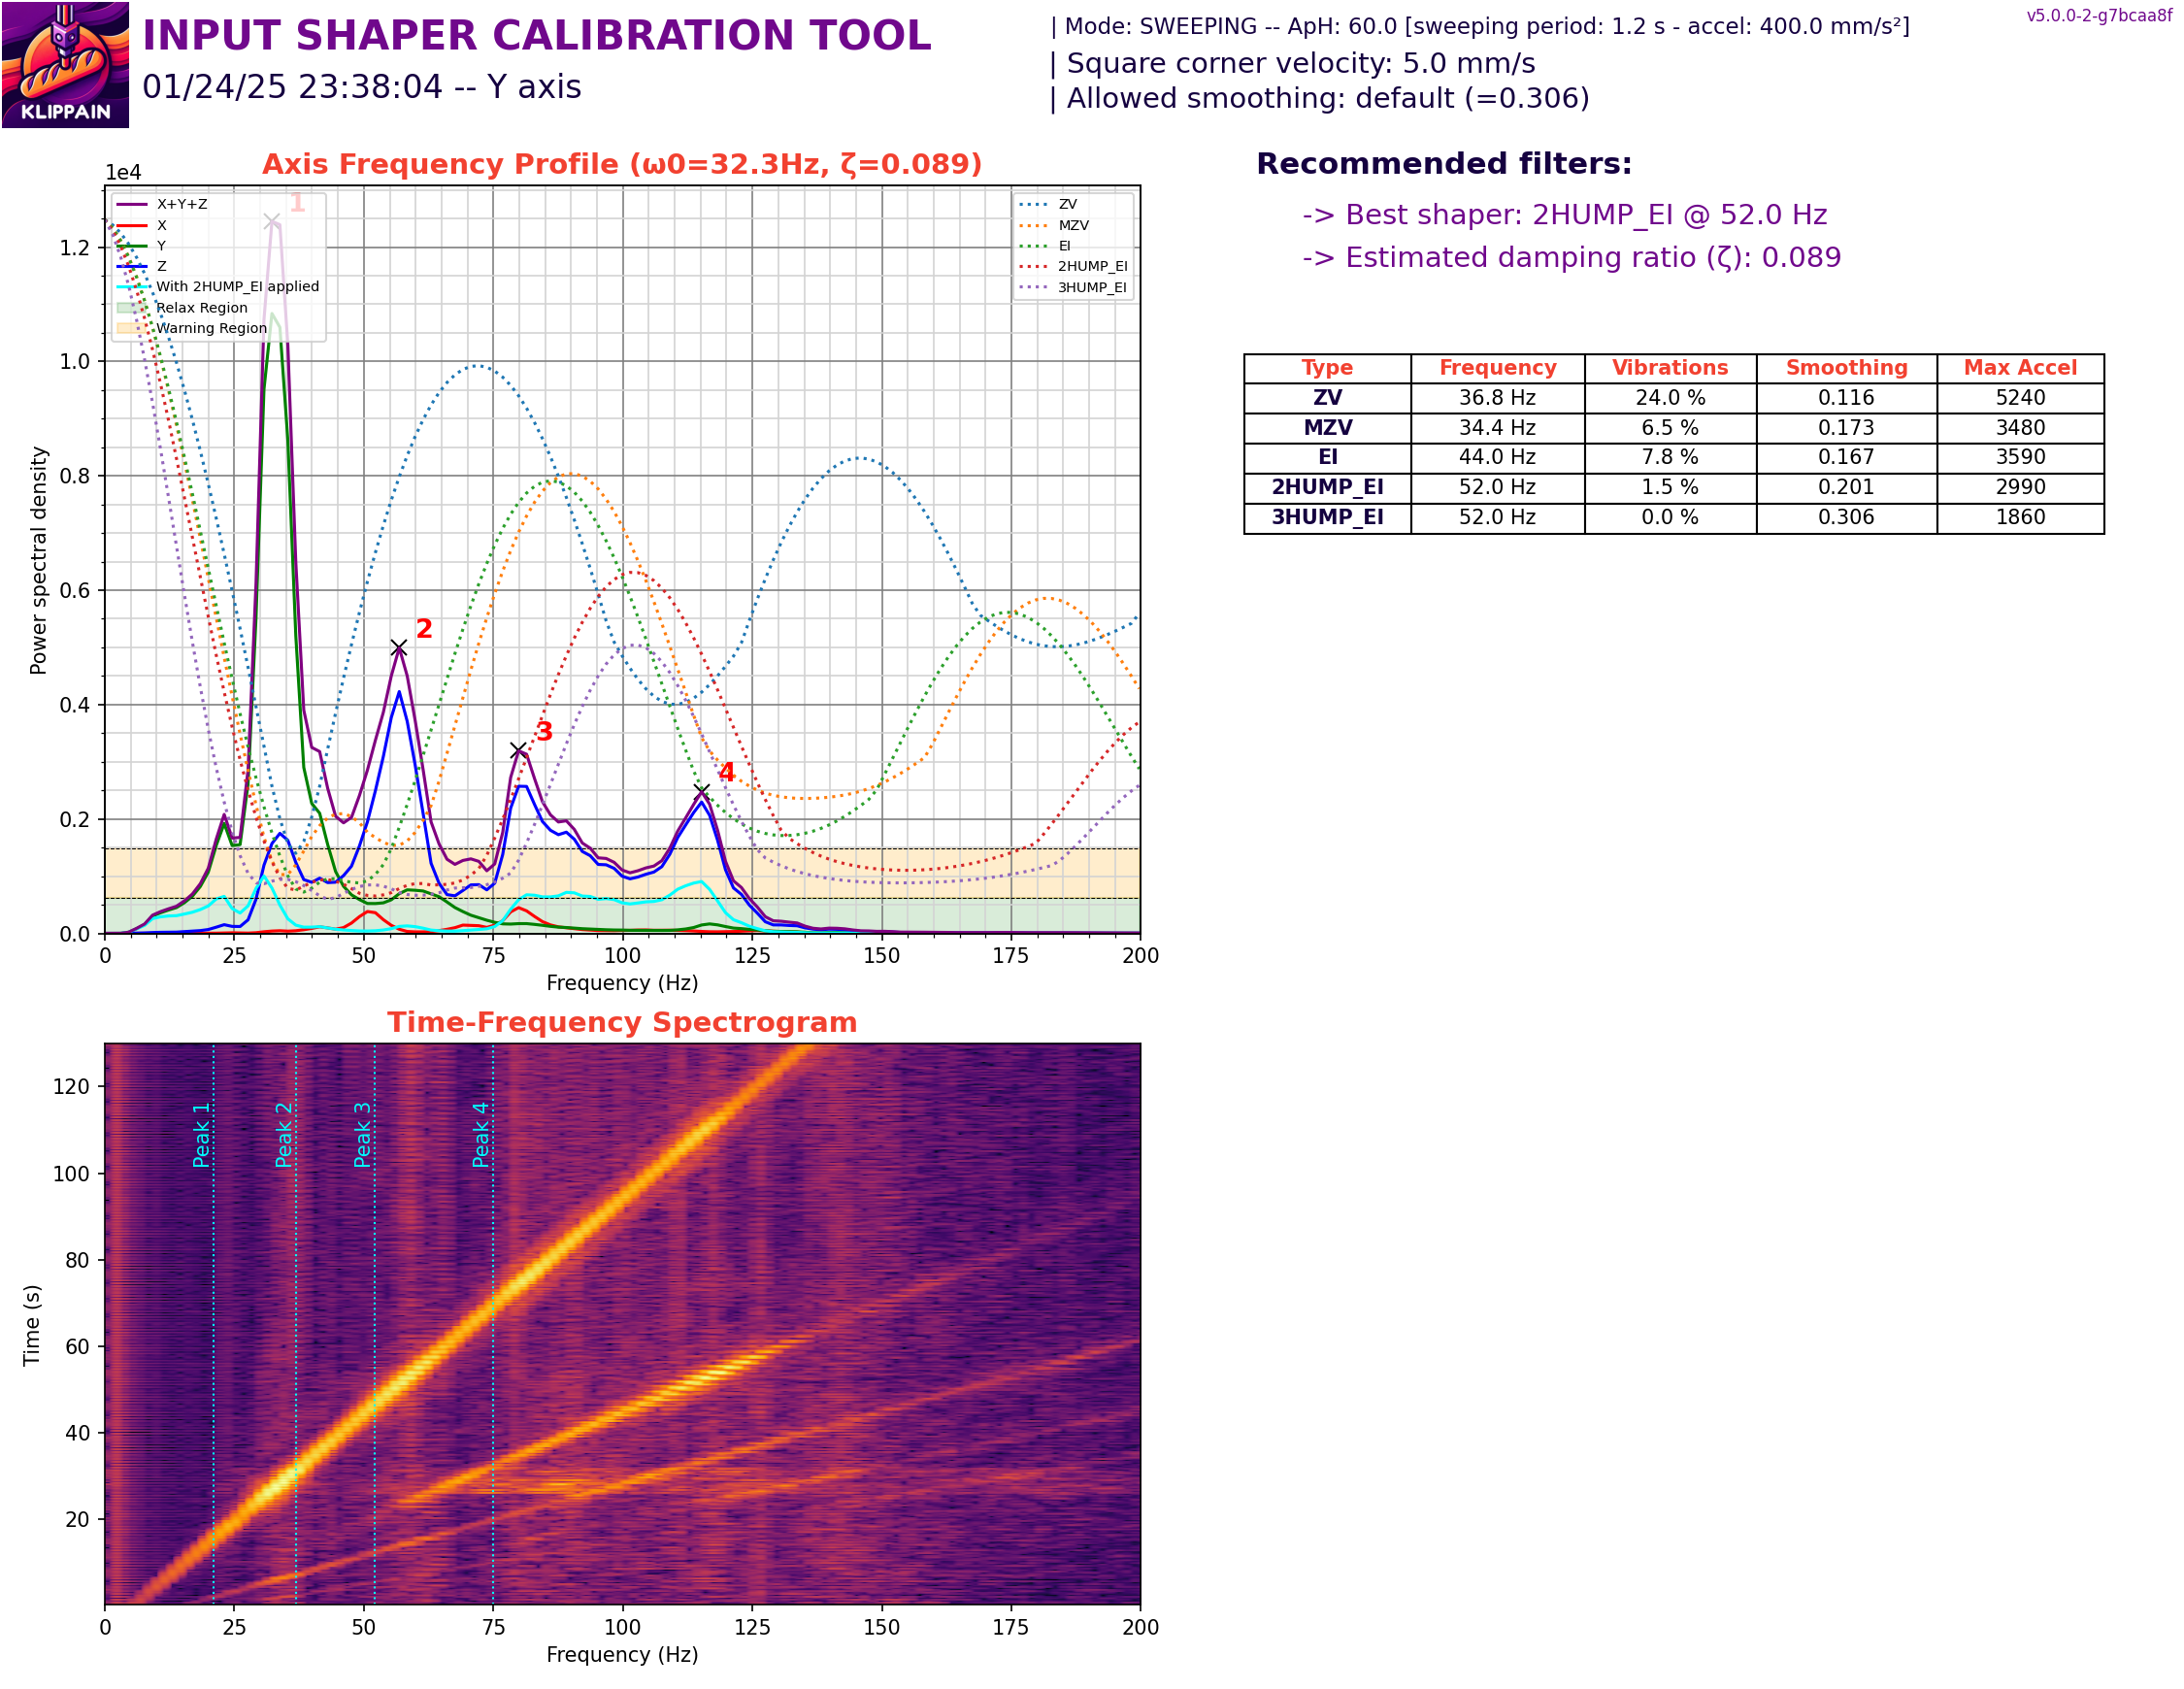 KLIPPAIN
INPUT SHAPER CALIBRATION TOOL
01/24/25 23:38:04 -- Y axis
| Mode: SWEEPING -- ApH: 60.0 [sweeping period: 1.2 s - accel: 400.0 mm/s²]
| Square corner velocity: 5.0 mm/s
| Allowed smoothing: default (=0.306)
v5.0.0-2-g7bcaa8f
Axis Frequency Profile (ω0=32.3Hz, ζ=0.089)
1e4
X+Y+Z
X
Y
Z
With 2HUMP_EI applied
Relax Region
Warning Region
ZV
MZV
EI
2HUMP_EI
3HUMP_EI
1
2
3
4
Power spectral density
1.2
1.0
0.8
0.6
0.4
0.2
0.0
0 25 50 75 100 125 150 175 200
Frequency (Hz)
Recommended filters:
-> Best shaper: 2HUMP_EI @ 52.0 Hz
-> Estimated damping ratio (ζ): 0.089
Type Frequency Vibrations Smoothing Max Accel
ZV 36.8 Hz 24.0 % 0.116 5240
MZV 34.4 Hz 6.5 % 0.173 3480
EI 44.0 Hz 7.8 % 0.167 3590
2HUMP_EI 52.0 Hz 1.5 % 0.201 2990
3HUMP_EI 52.0 Hz 0.0 % 0.306 1860
Time-Frequency Spectrogram
Time (s)
120
100
80
60
40
20
Peak 1
Peak 2
Peak 3
Peak 4
0 25 50 75 100 125 150 175 200
Frequency (Hz)